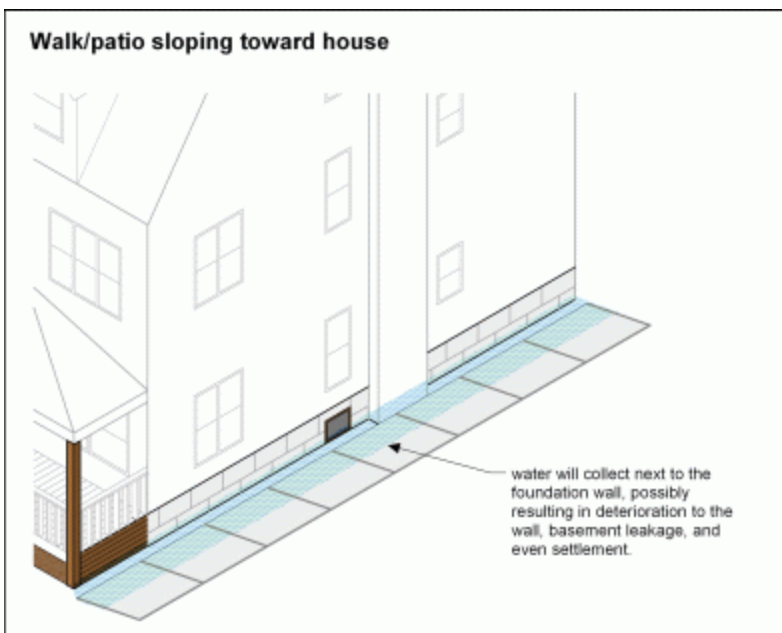 Walk/patio sloping toward house
water will collect next to the
foundation wall, possibly
resulting in deterioration to the
wall, basement leakage, and
even settlement.